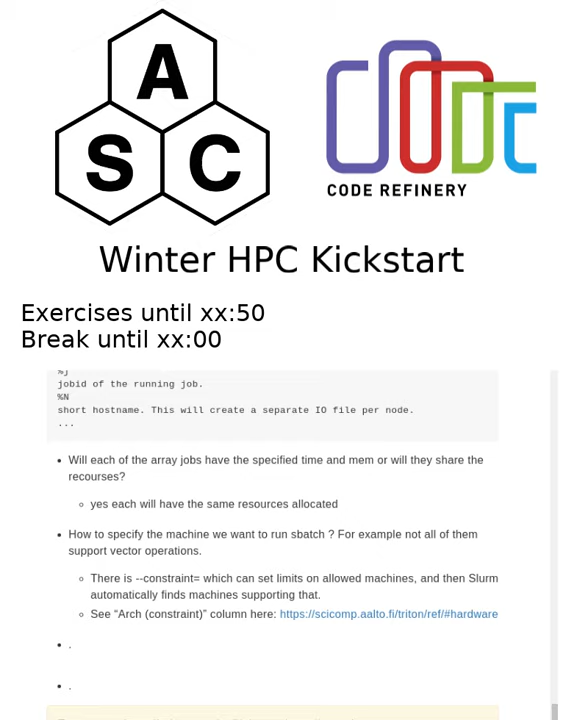 A
S C
CODE REFINERY
Winter HPC Kickstart
Exercises until xx:50
Break until xx:00
%j
jobid of the running job.
%N
short hostname. This will create a separate IO file per node.
...
• Will each of the array jobs have the specified time and mem or will they share the
recourses?
◦ yes each will have the same resources allocated
• How to specify the machine we want to run sbatch ? For example not all of them
support vector operations.
◦ There is --constraint= which can set limits on allowed machines, and then Slurm
automatically finds machines supporting that.
◦ See “Arch (constraint)” column here: https://scicomp.aalto.fi/triton/ref/#hardware
• .
• .